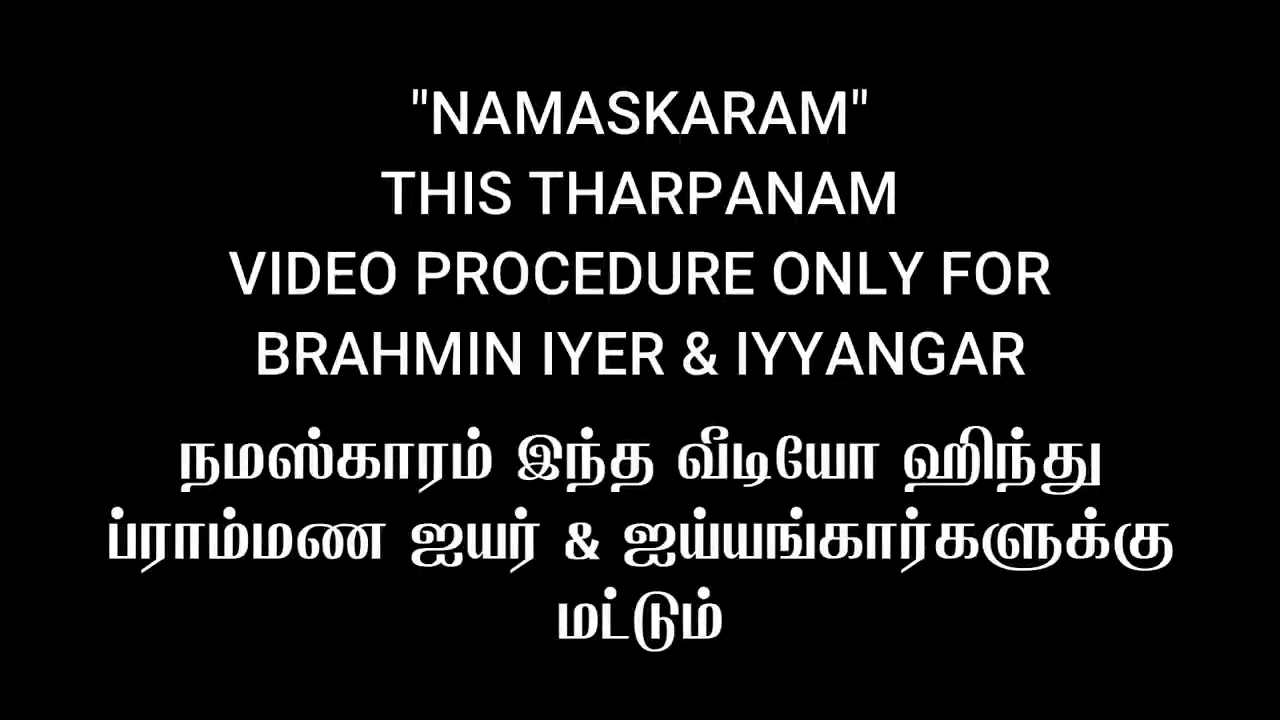 "NAMASKARAM"
THIS THARPANAM
VIDEO PROCEDURE ONLY FOR
BRAHMIN IYER & IYYANGAR
நமஸ்காரம் இந்த வீடியோ ஹிந்து
ப்ராம்மண ஐயர் & ஐய்யங்கார்களுக்கு
மட்டும்